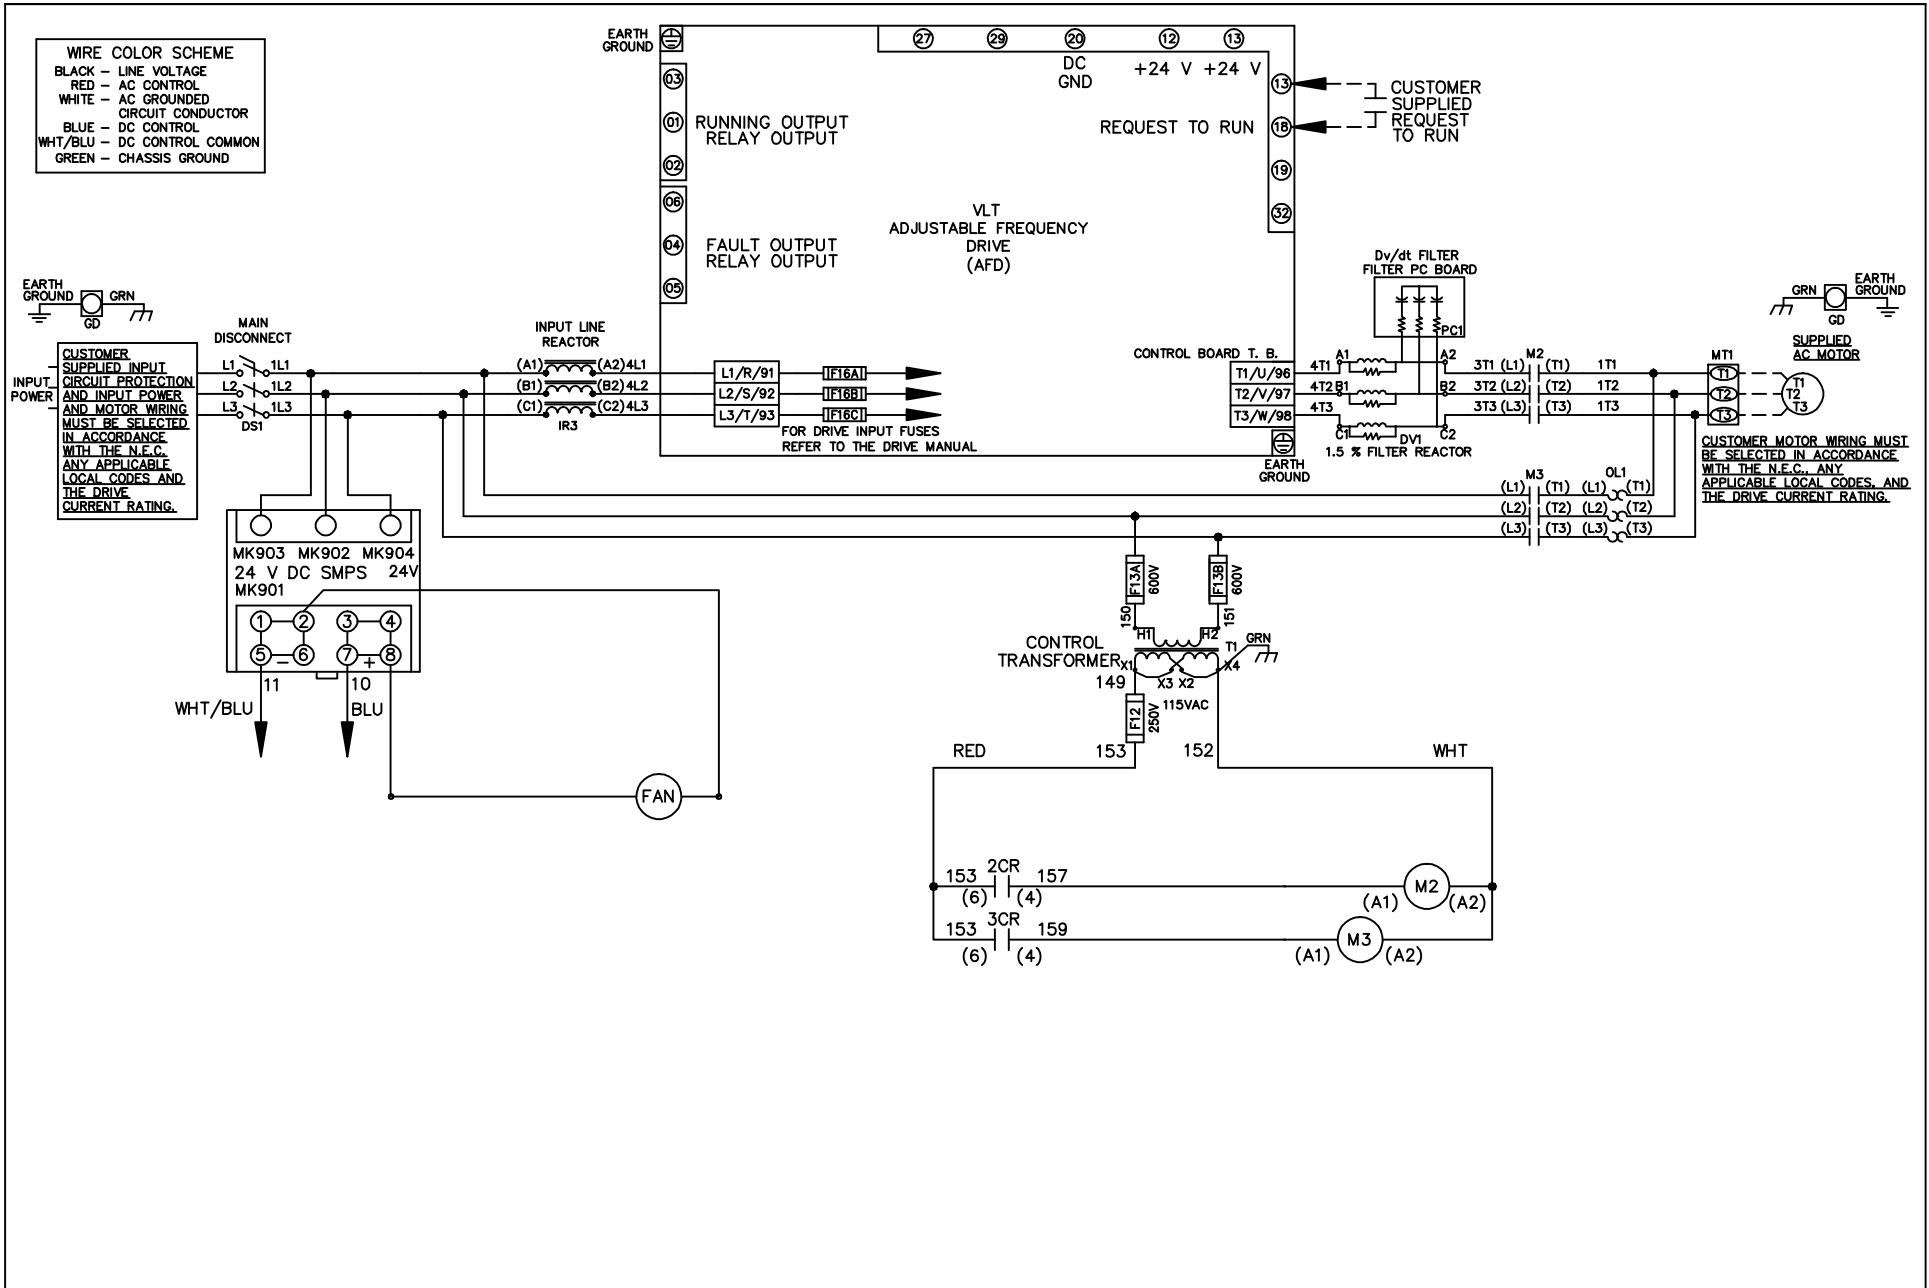 WIRE COLOR SCHEME
BLACK – LINE VOLTAGE
RED – AC CONTROL
WHITE – AC GROUNDED
CIRCUIT CONDUCTOR
BLUE – DC CONTROL
WHT/BLU – DC CONTROL COMMON
GREEN – CHASSIS GROUND
EARTH
GROUND
03
01
02
RUNNING OUTPUT
RELAY OUTPUT
06
04
05
FAULT OUTPUT
RELAY OUTPUT
27 29 20 12 13
DC
GND
+24 V +24 V
13
REQUEST TO RUN 18
19
32
CUSTOMER
SUPPLIED
REQUEST
TO RUN
VLT
ADJUSTABLE FREQUENCY
DRIVE
(AFD)
Dv/dt FILTER
FILTER PC BOARD
PC1
EARTH
GROUND
GRN
GD
INPUT
POWER
CUSTOMER
SUPPLIED INPUT
CIRCUIT PROTECTION
AND INPUT POWER
AND MOTOR WIRING
MUST BE SELECTED
IN ACCORDANCE
WITH THE N.E.C.
ANY APPLICABLE
LOCAL CODES AND
THE DRIVE
CURRENT RATING.
MAIN
DISCONNECT
L1 1L1
L2 1L2
L3 1L3
DS1
INPUT LINE
REACTOR
(A1) (A2) 4L1
(B1) (B2) 4L2
(C1) (C2) 4L3
IR3
L1/R/91 F16A
L2/S/92 F16B
L3/T/93 F16C
FOR DRIVE INPUT FUSES
REFER TO THE DRIVE MANUAL
CONTROL BOARD T. B.
T1/U/96 4T1 A1 A2 3T1 (L1) M2 (T1) 1T1
T2/V/97 4T2 B1 B2 3T2 (L2) (T2) 1T2
T3/W/98 4T3 C1 C2 3T3 (L3) (T3) 1T3
DV1
1.5 % FILTER REACTOR
EARTH
GROUND
GRN
EARTH
GROUND
GD
SUPPLIED
AC MOTOR
MT1
T1
T2
T3
T1
T2
T3
CUSTOMER MOTOR WIRING MUST
BE SELECTED IN ACCORDANCE
WITH THE N.E.C., ANY
APPLICABLE LOCAL CODES, AND
THE DRIVE CURRENT RATING.
M3 OL1
(L1) (T1) (L1) (T1)
(L2) (T2) (L2) (T2)
(L3) (T3) (L3) (T3)
MK903 MK902 MK904
24 V DC SMPS 24V
MK901
1 2 3 4
5 – 6 7 + 8
11 10
WHT/BLU BLU
FAN
F13A 600V
F13B 600V
150 151
H1 H2
CONTROL
TRANSFORMER
T1
GRN
X1 X4
X3 X2
149
F12 250V
115VAC
RED 153 152 WHT
153 2CR 157
(6) (4)
M2
(A1) (A2)
153 3CR 159
(6) (4)
M3
(A1) (A2)